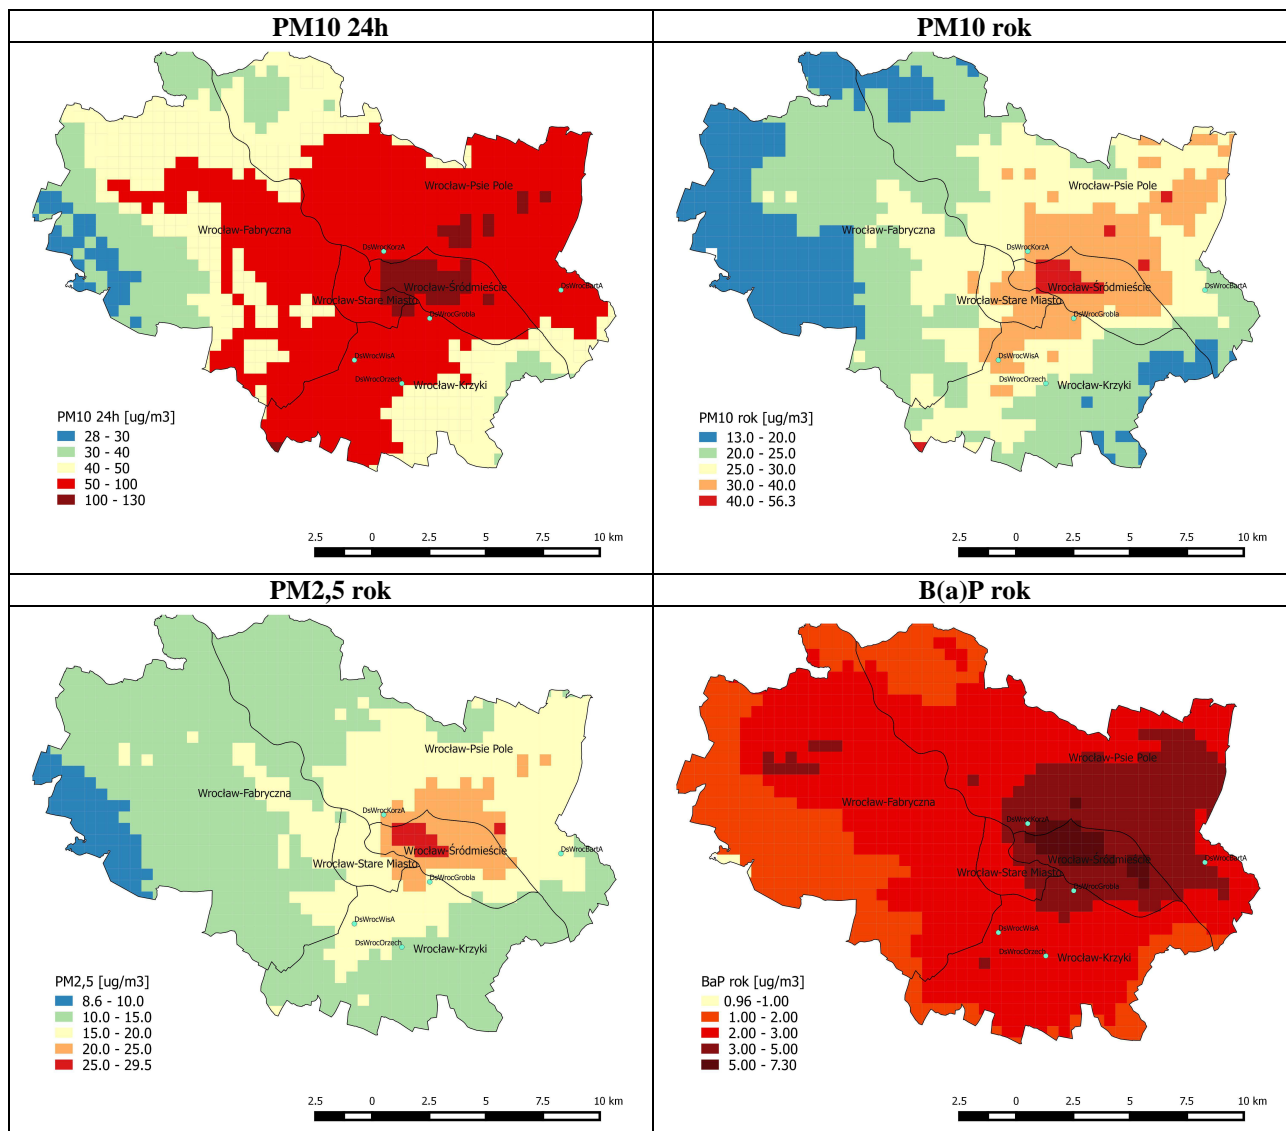 PM10 24h
PM10 rok
Wrocław-Psie Pole
Wrocław-Fabryczna
DsWrocKorzA
Wrocław-Śródmieście
DsWrocBartA
Wrocław-Stare Miasto
DsWrocGrobla
DsWrocWisA
DsWrocOrzech
Wrocław-Krzyki
PM10 24h [ug/m3]
28 - 30
30 - 40
40 - 50
50 - 100
100 - 130
2.5 0 2.5 5 7.5 10 km
Wrocław-Psie Pole
Wrocław-Fabryczna
DsWrocKorzA
Wrocław-Śródmieście
DsWrocBartA
Wrocław-Stare Miasto
DsWrocGrobla
DsWrocWisA
DsWrocOrzech
Wrocław-Krzyki
PM10 rok [ug/m3]
13.0 - 20.0
20.0 - 25.0
25.0 - 30.0
30.0 - 40.0
40.0 - 56.3
2.5 0 2.5 5 7.5 10 km
PM2,5 rok
B(a)P rok
Wrocław-Psie Pole
Wrocław-Fabryczna
DsWrocKorzA
Wrocław-Śródmieście
DsWrocBartA
Wrocław-Stare Miasto
DsWrocGrobla
DsWrocWisA
DsWrocOrzech
Wrocław-Krzyki
PM2,5 [ug/m3]
8.6 - 10.0
10.0 - 15.0
15.0 - 20.0
20.0 - 25.0
25.0 - 29.5
2.5 0 2.5 5 7.5 10 km
Wrocław-Psie Pole
Wrocław-Fabryczna
DsWrocKorzA
Wrocław-Śródmieście
DsWrocBartA
Wrocław-Stare Miasto
DsWrocGrobla
DsWrocWisA
DsWrocOrzech
Wrocław-Krzyki
BaP rok [ug/m3]
0.96 -1.00
1.00 - 2.00
2.00 - 3.00
3.00 - 5.00
5.00 - 7.30
2.5 0 2.5 5 7.5 10 km